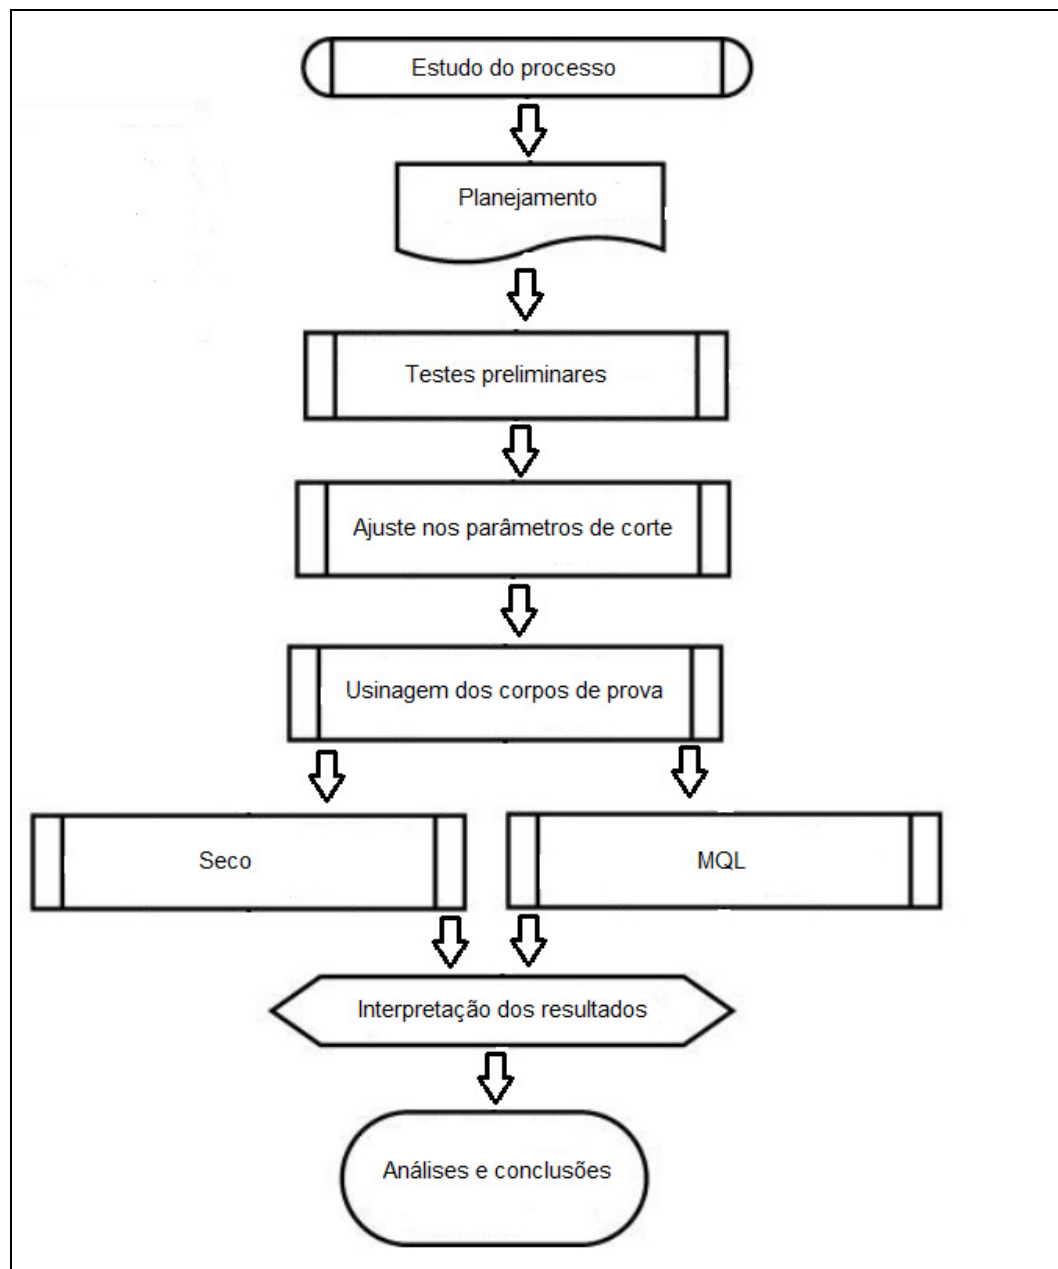 Estudo do processo
Planejamento
Testes preliminares
Ajuste nos parâmetros de corte
Usinagem dos corpos de prova
Seco
MQL
Interpretação dos resultados
Análises e conclusões